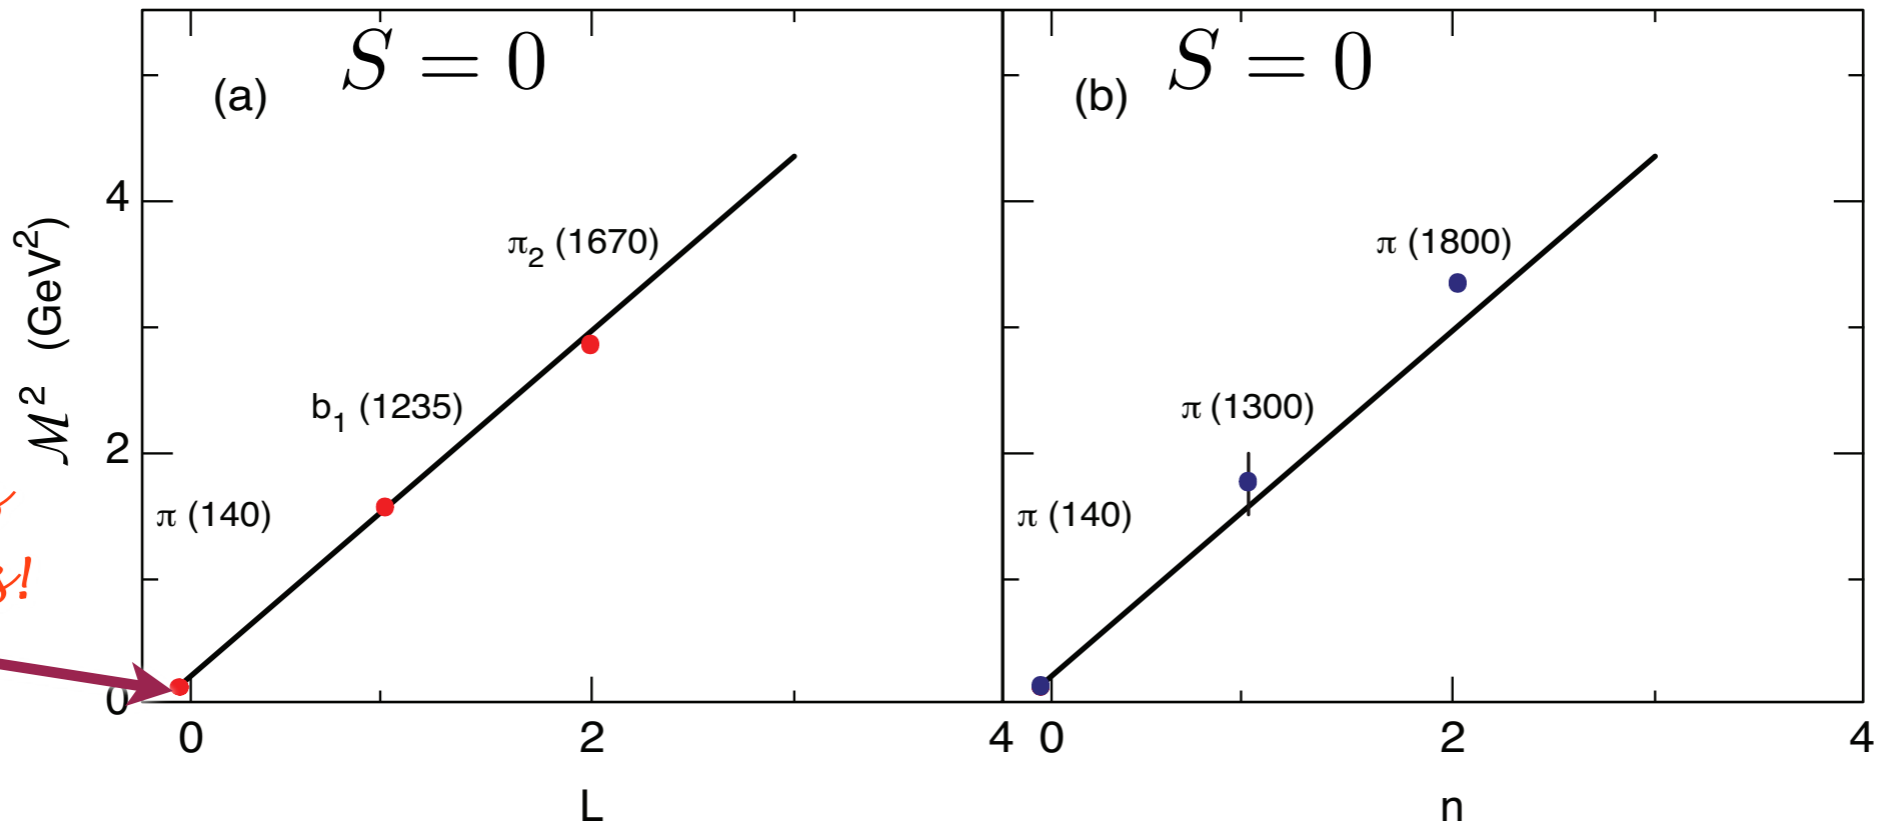 (a) S = 0
(b) S = 0
π₂ (1670)
b₁ (1235)
π (140)
π (1800)
π (1300)
π (140)
ℳ² (GeV²)
4
2
0
0 2 4
L
0 2 4
n